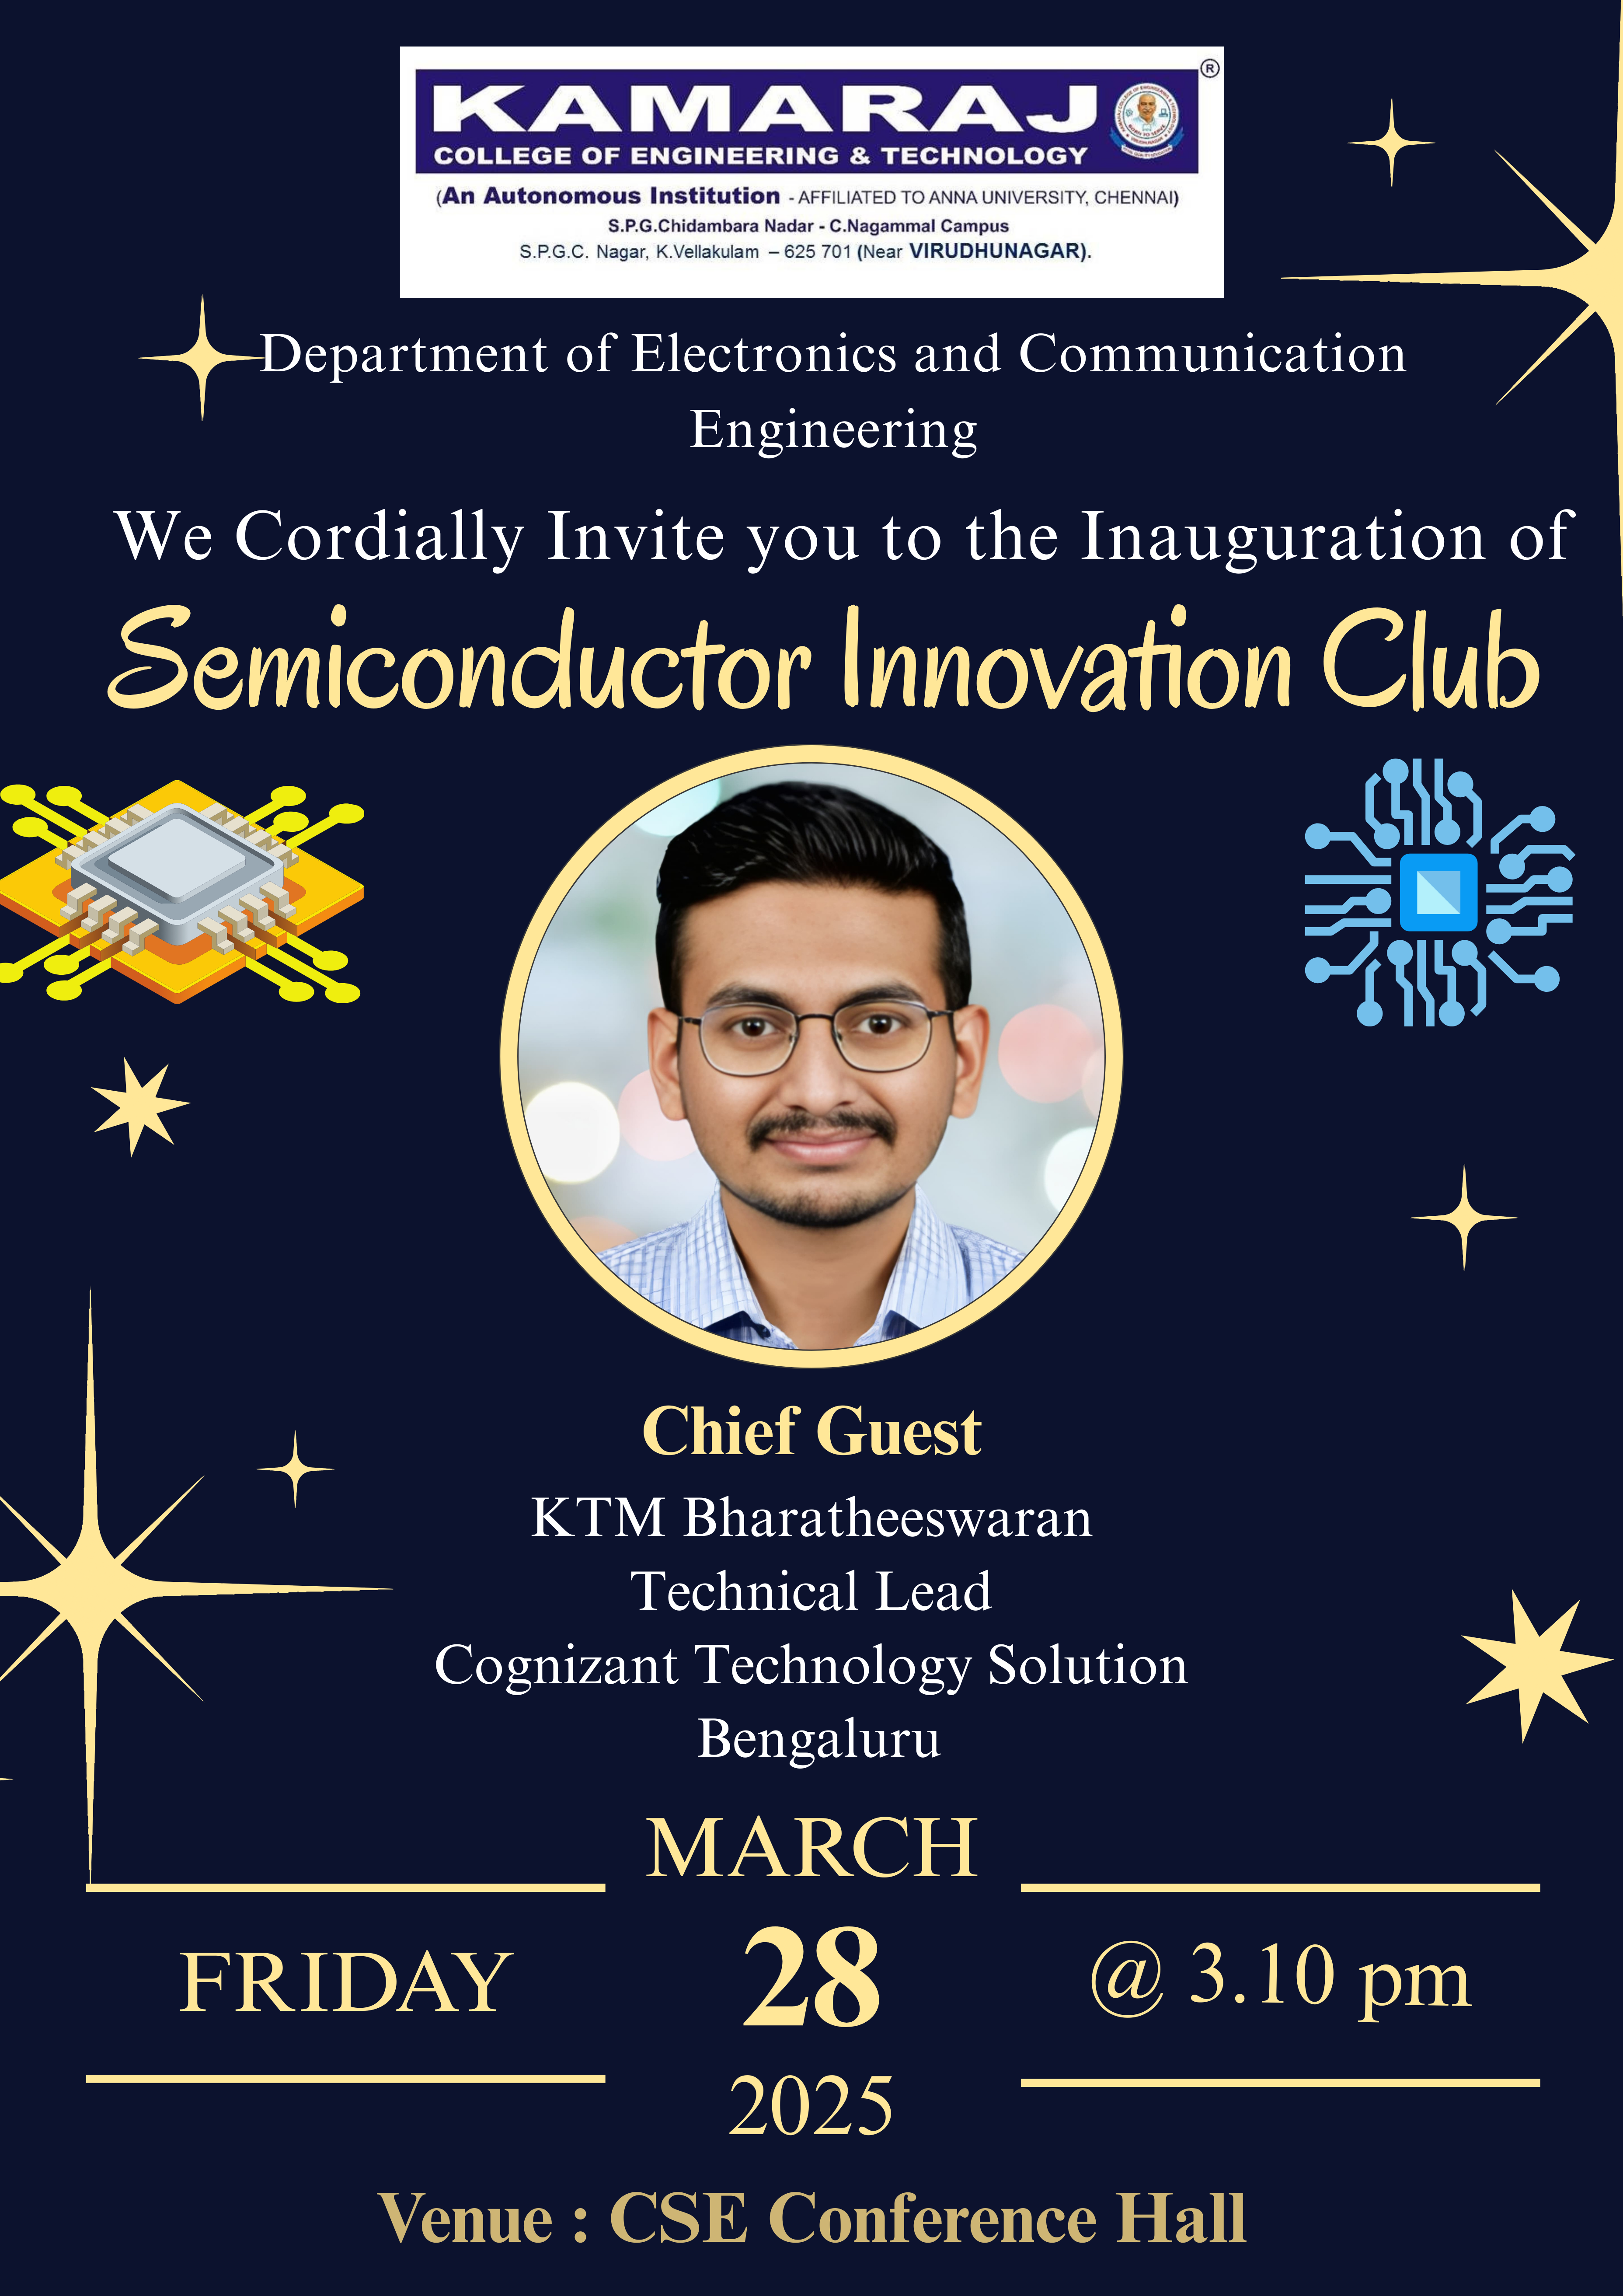 KAMARAJ
®
COLLEGE OF ENGINEERING & TECHNOLOGY
(An Autonomous Institution - AFFILIATED TO ANNA UNIVERSITY, CHENNAI)
S.P.G.Chidambara Nadar - C.Nagammal Campus
S.P.G.C. Nagar, K.Vellakulam – 625 701 (Near VIRUDHUNAGAR).
Department of Electronics and Communication
Engineering
We Cordially Invite you to the Inauguration of
Semiconductor Innovation Club
Chief Guest
KTM Bharatheeswaran
Technical Lead
Cognizant Technology Solution
Bengaluru
MARCH
FRIDAY
28
@ 3.10 pm
2025
Venue : CSE Conference Hall